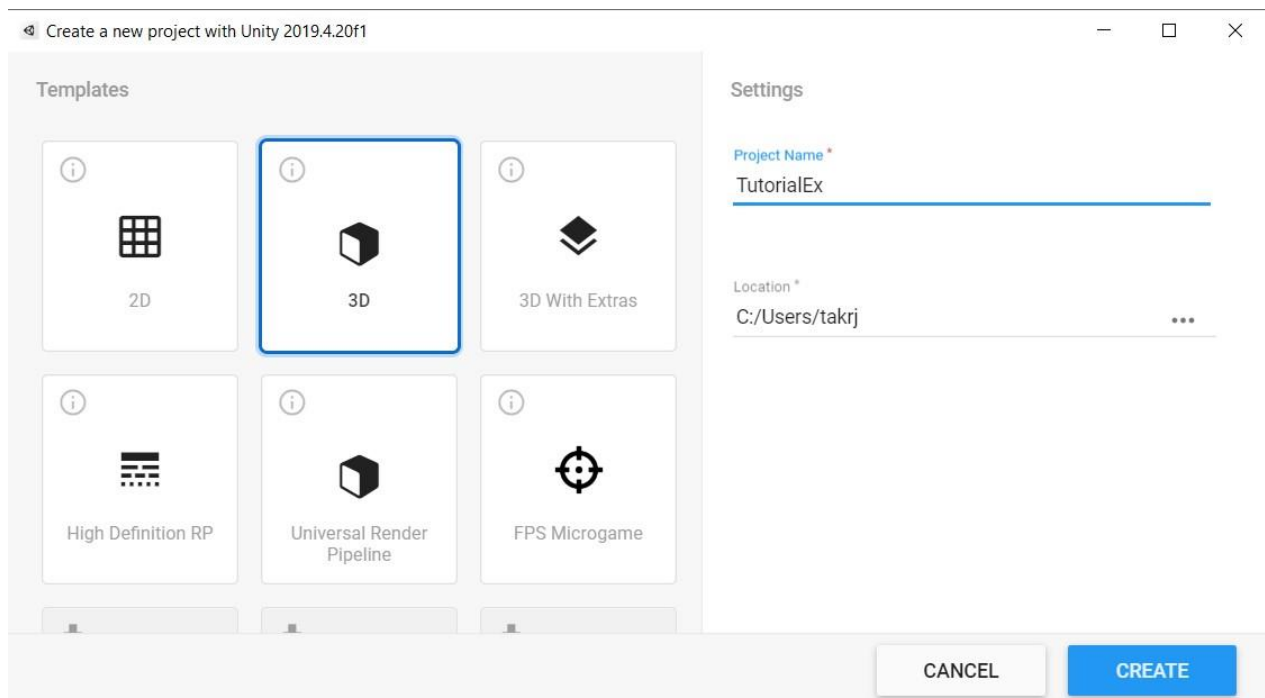 Create a new project with Unity 2019.4.20f1
Templates
2D
3D
3D With Extras
High Definition RP
Universal Render
Pipeline
FPS Microgame
Settings
Project Name *
TutorialEx
Location *
C:/Users/takrj
CANCEL
CREATE